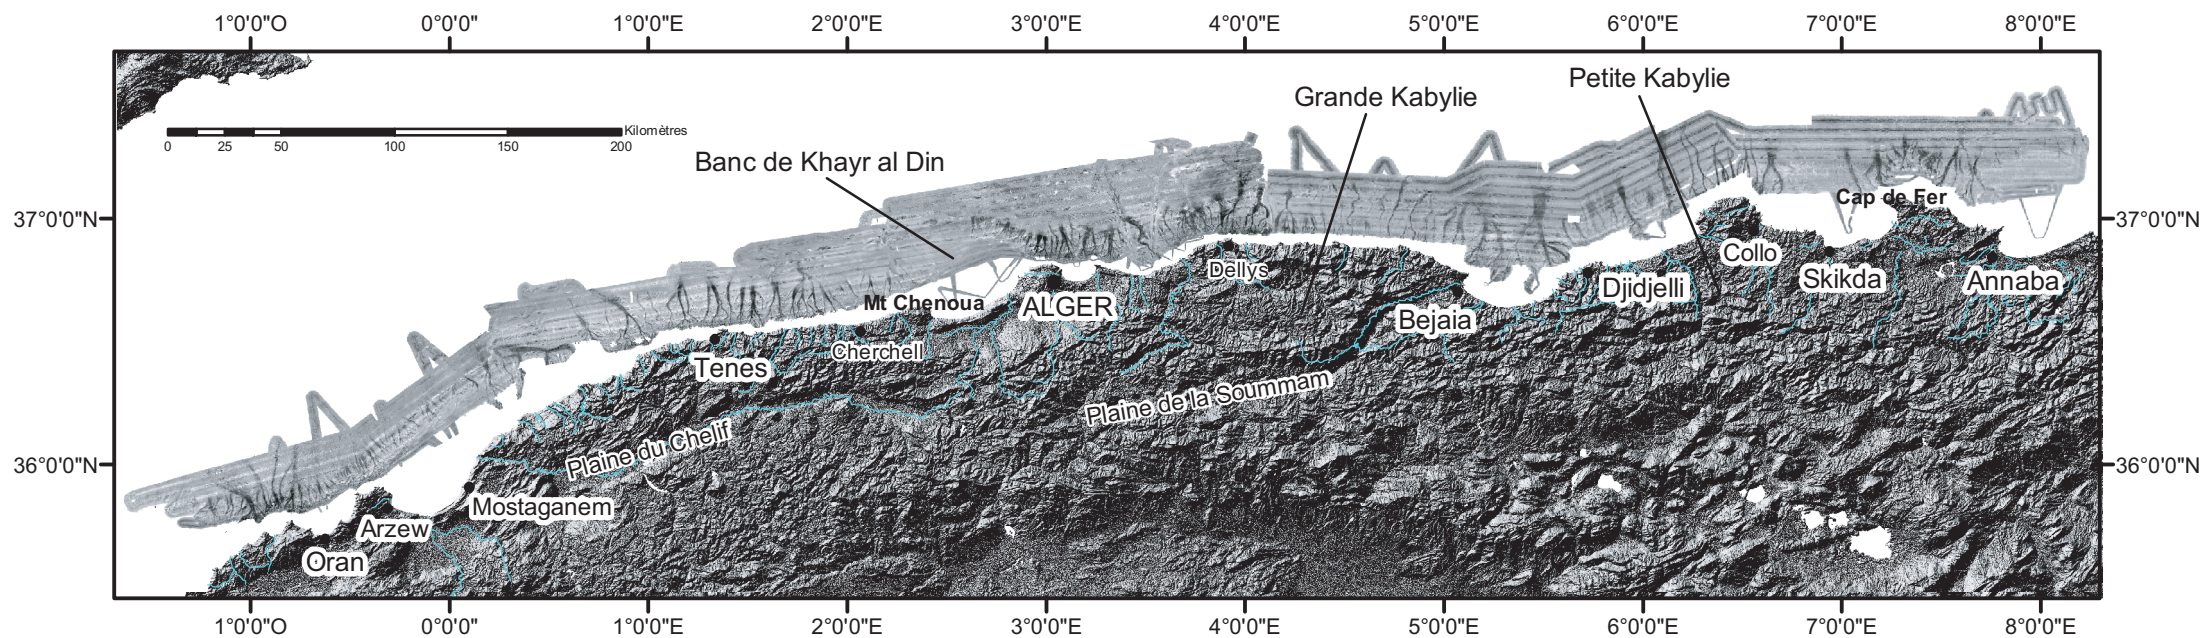 1°0'0"O 0°0'0" 1°0'0"E 2°0'0"E 3°0'0"E 4°0'0"E 5°0'0"E 6°0'0"E 7°0'0"E 8°0'0"E
Petite Kabylie
Grande Kabylie
Kilomètres
0 25 50 100 150 200
Banc de Khayr al Din
Cap de Fer
37°0'0"N 37°0'0"N
Collo
Dellys
Skikda
Annaba
Djidjelli
Mt Chenoua
ALGER
Bejaia
Cherchell
Tenes
Plaine de la Soummam
Plaine du Chelif
36°0'0"N 36°0'0"N
Mostaganem
Arzew
Oran
1°0'0"O 0°0'0" 1°0'0"E 2°0'0"E 3°0'0"E 4°0'0"E 5°0'0"E 6°0'0"E 7°0'0"E 8°0'0"E